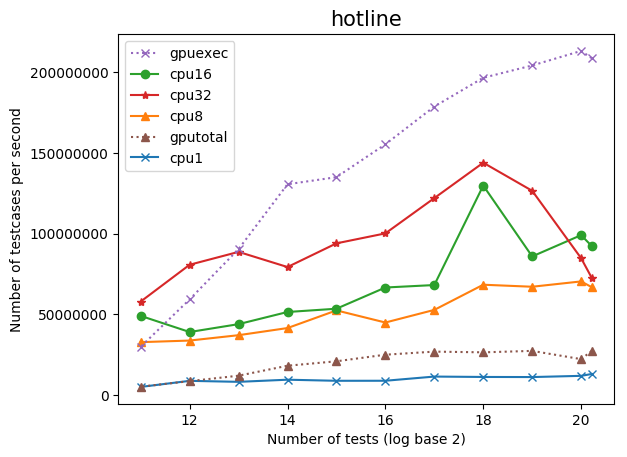 hotline
gpuexec
cpu16
cpu32
cpu8
gputotal
cpu1
200000000
150000000
100000000
50000000
0
Number of testcases per second
12 14 16 18 20
Number of tests (log base 2)